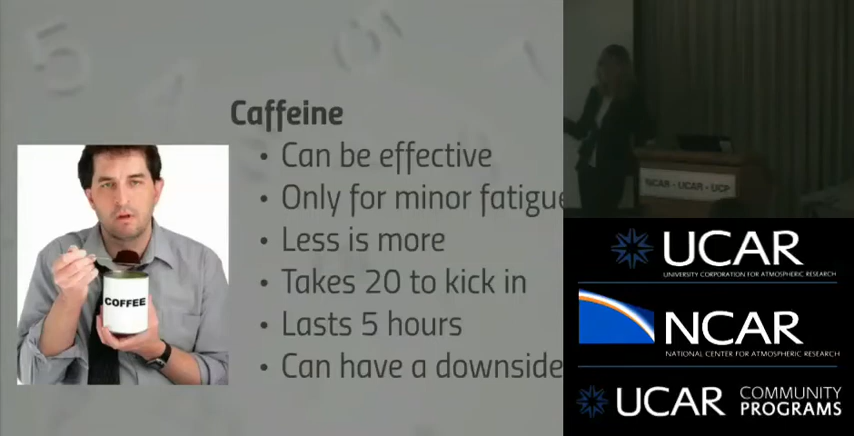 Caffeine
• Can be effective
• Only for minor fatigue
• Less is more
• Takes 20 to kick in
• Lasts 5 hours
• Can have a downside
COFFEE
NCAR - UCAR - UCP
UCAR
UNIVERSITY CORPORATION FOR ATMOSPHERIC RESEARCH
NCAR
NATIONAL CENTER FOR ATMOSPHERIC RESEARCH
UCAR COMMUNITY
PROGRAMS